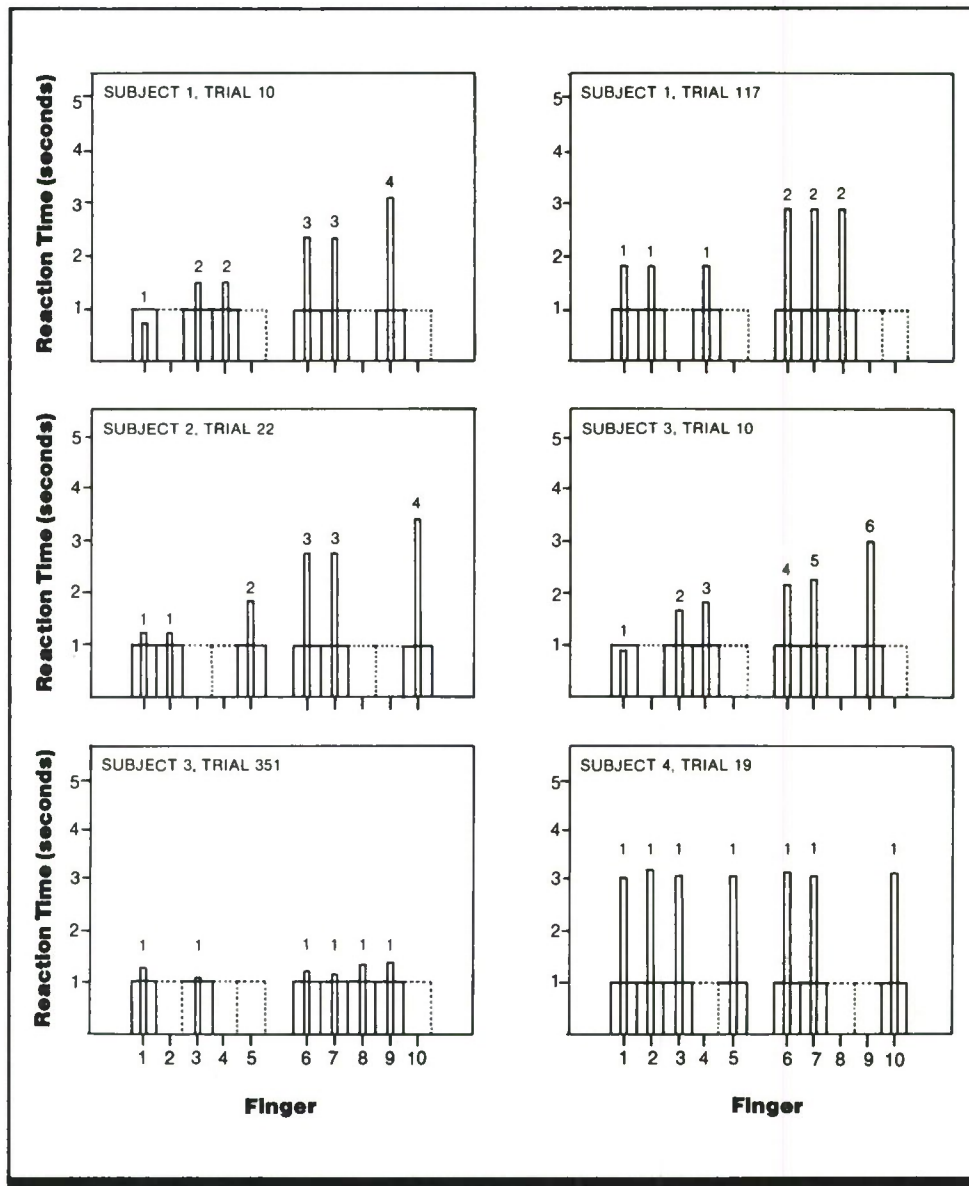 SUBJECT 1, TRIAL 10
Reaction Time (seconds)
5
4
3
2
1
1
2 2
3 3
4
SUBJECT 1, TRIAL 117
5
4
3
2
1
1 1 1
2 2 2
SUBJECT 2, TRIAL 22
Reaction Time (seconds)
5
4
3
2
1
1 1
2
3 3
4
SUBJECT 3, TRIAL 10
5
4
3
2
1
1
2 3
4 5
6
SUBJECT 3, TRIAL 351
Reaction Time (seconds)
5
4
3
2
1
1 1 1 1 1 1
1 2 3 4 5 6 7 8 9 10
Finger
SUBJECT 4, TRIAL 19
5
4
3
2
1
1 1 1 1 1 1 1
1 2 3 4 5 6 7 8 9 10
Finger